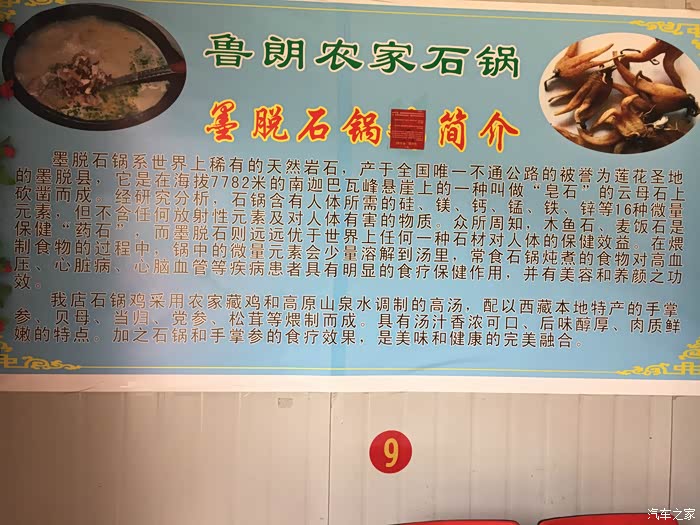 鲁朗农家石锅
墨脱石锅 简介
墨脱石锅系世界上稀有的天然岩石，产于全国唯一不通公路的被誉为莲花圣地
的墨脱县，它是在海拔7782米的南迦巴瓦峰悬崖上的一种叫做“皂石”的云母石上
砍凿而成。经研究分析，石锅含有人体所需的硅、镁、钙、锰、铁、锌等16种微量
元素，但不含任何放射性元素及对人体有害的物质。众所周知，木鱼石、麦饭石是
保健“药石”，而墨脱石则远远优于世界上任何一种石材对人体的保健效益。在煨
制食物的过程中，锅中的微量元素会少量溶解到汤里，常食石锅炖煮的食物对高血
压、心脏病、心脑血管等疾病患者具有明显的食疗保健作用，并有美容和养颜之功
效。
我店石锅鸡采用农家藏鸡和高原山泉水调制的高汤，配以西藏本地特产的手掌
参、贝母、当归、党参、松茸等煨制而成。具有汤汁香浓可口、后味醇厚、肉质鲜
嫩的特点。加之石锅和手掌参的食疗效果，是美味和健康的完美融合。
9
汽车之家